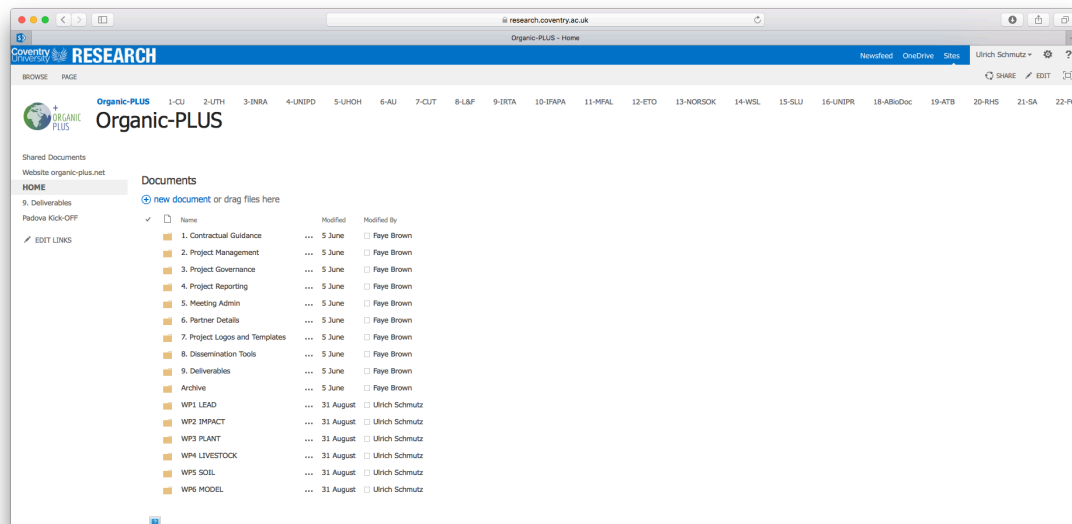 research.coventry.ac.uk
Organic-PLUS - Home
Coventry University RESEARCH
Newsfeed OneDrive Sites Ulrich Schmutz ?
BROWSE PAGE
SHARE EDIT
+ ORGANIC PLUS
Organic-PLUS 1-CU 2-UTH 3-INRA 4-UNIPD 5-UHOH 6-AU 7-CUT 8-L&F 9-IRTA 10-IFAPA 11-MFAL 12-ETO 13-NORSOK 14-WSL 15-SLU 16-UNIPR 18-ABioDoc 19-ATB 20-RHS 21-SA
Organic-PLUS
Shared Documents
Website organic-plus.net
HOME
9. Deliverables
Padova Kick-OFF
EDIT LINKS
Documents
new document or drag files here
Name Modified Modified By
1. Contractual Guidance ... 5 June Faye Brown
2. Project Management ... 5 June Faye Brown
3. Project Governance ... 5 June Faye Brown
4. Project Reporting ... 5 June Faye Brown
5. Meeting Admin ... 5 June Faye Brown
6. Partner Details ... 5 June Faye Brown
7. Project Logos and Templates ... 5 June Faye Brown
8. Dissemination Tools ... 5 June Faye Brown
9. Deliverables ... 5 June Faye Brown
Archive ... 5 June Faye Brown
WP1 LEAD ... 31 August Ulrich Schmutz
WP2 IMPACT ... 31 August Ulrich Schmutz
WP3 PLANT ... 31 August Ulrich Schmutz
WP4 LIVESTOCK ... 31 August Ulrich Schmutz
WP5 SOIL ... 31 August Ulrich Schmutz
WP6 MODEL ... 31 August Ulrich Schmutz